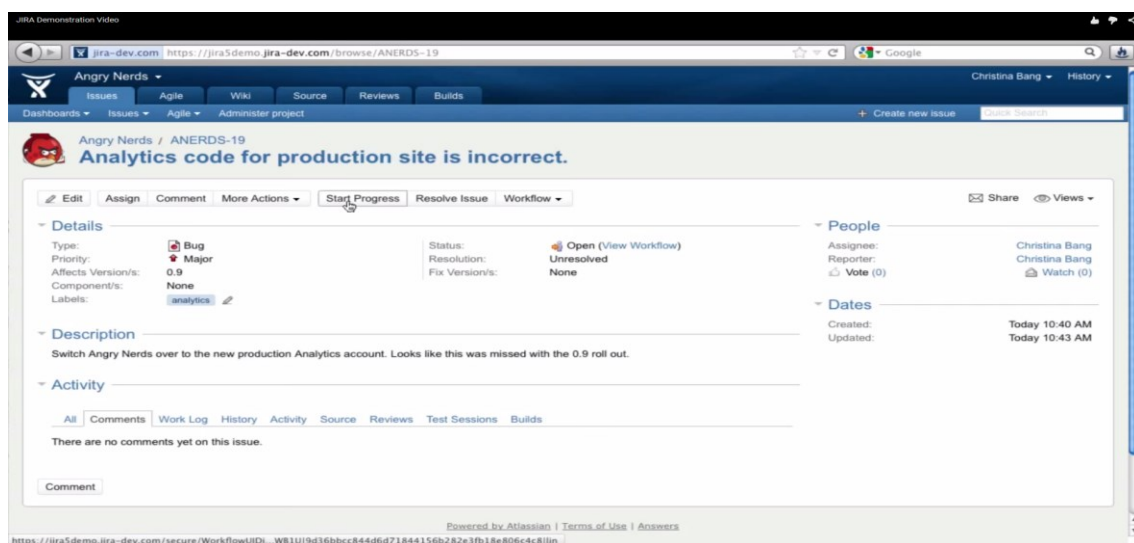 JIRA Demonstration Video
jira-dev.com https://jira5demo.jira-dev.com/browse/ANERDS-19
Google
Angry Nerds
Christina Bang History
Issues Agile Wiki Source Reviews Builds
Dashboards Issues Agile Administer project
+ Create new issue Quick Search
Angry Nerds / ANERDS-19
Analytics code for production site is incorrect.
Edit Assign Comment More Actions Start Progress Resolve Issue Workflow Share Views
Details
Type: Bug
Priority: Major
Affects Version/s: 0.9
Component/s: None
Labels: analytics
Status: Open (View Workflow)
Resolution: Unresolved
Fix Version/s: None
People
Assignee: Christina Bang
Reporter: Christina Bang
Vote (0) Watch (0)
Dates
Created: Today 10:40 AM
Updated: Today 10:43 AM
Description
Switch Angry Nerds over to the new production Analytics account. Looks like this was missed with the 0.9 roll out.
Activity
All Comments Work Log History Activity Source Reviews Test Sessions Builds
There are no comments yet on this issue.
Comment
Powered by Atlassian | Terms of Use | Answers